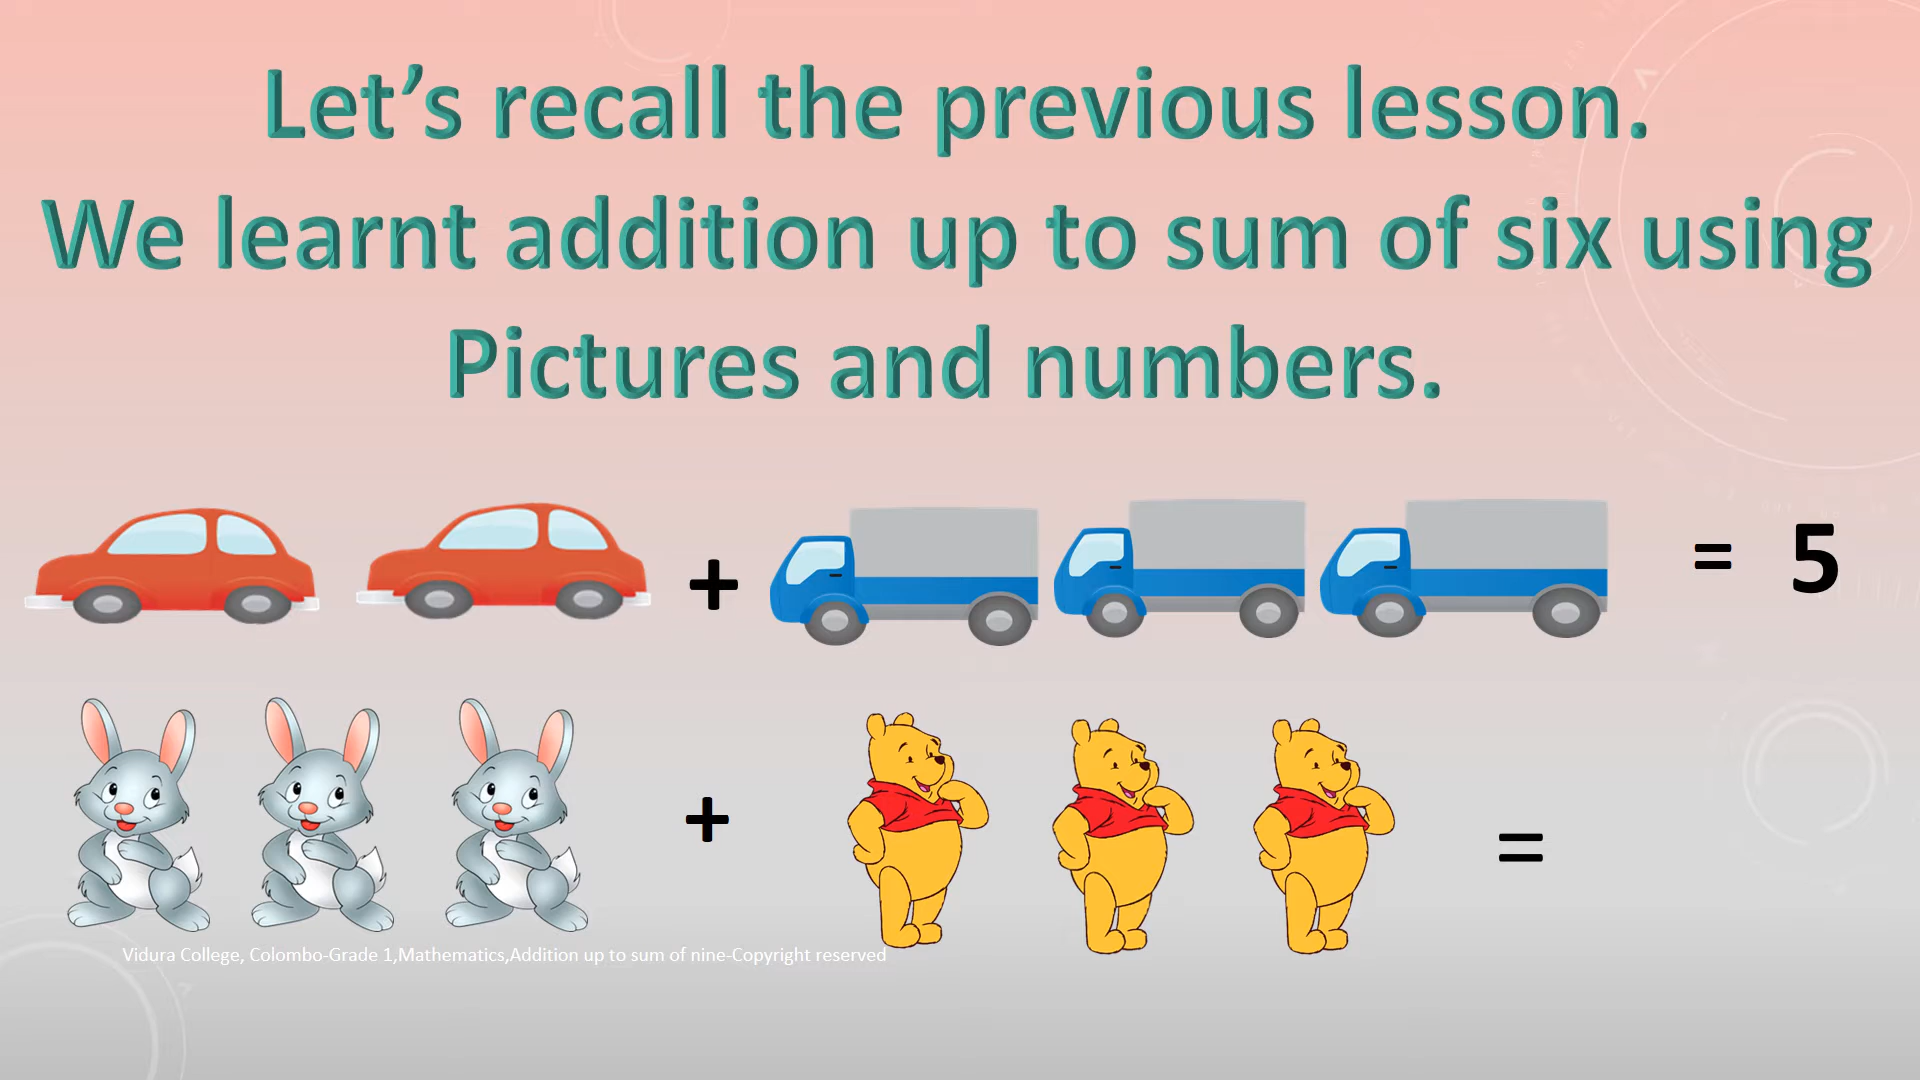 Let’s recall the previous lesson.
We learnt addition up to sum of six using
Pictures and numbers.
+ = 5
+ =
Vidura College, Colombo-Grade 1,Mathematics,Addition up to sum of nine-Copyright reserved